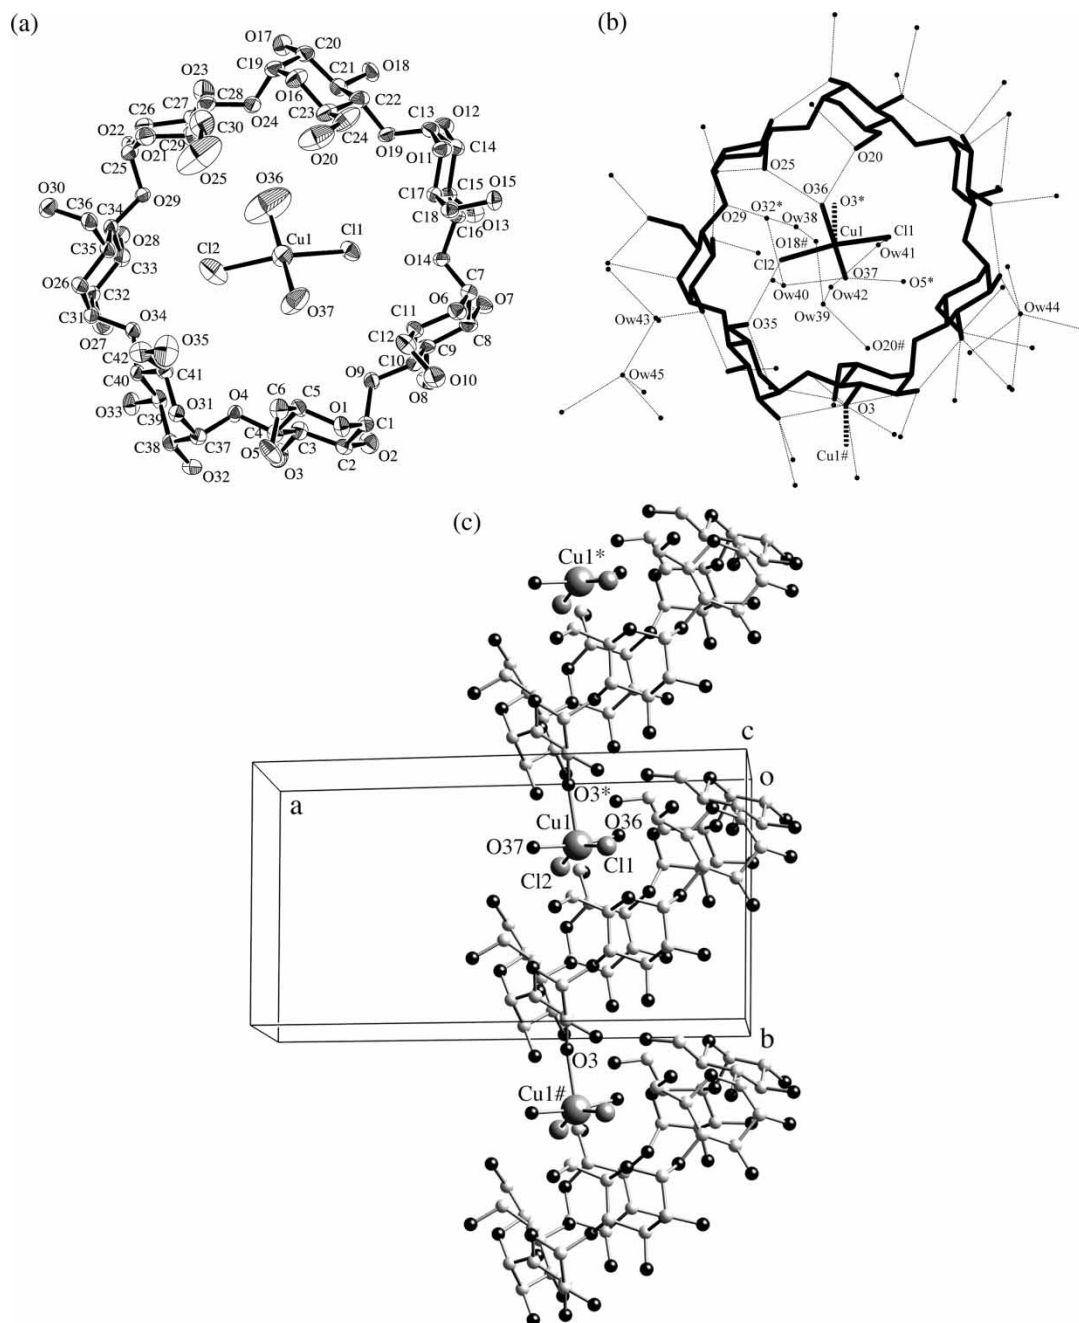 (a)
O17
C20
C19
C21
O18
O23
O16
C22
C28
C27
C26
C23
C13
O12
O22
C30
O24
C24
C14
O21
C29
O20
O19
O11
C25
O25
C17
C15
O15
O36
O30
O29
C18
O13
C36
C34
C16
O28
Cl1
C35
Cu1
Cl2
O14
C33
C7
O26
O6
O7
C32
O37
C11
C31
O34
C12
C8
O27
O35
C9
C42
C10
C40
C41
C6
C5
O9
O10
O33
O31
O4
O1
O8
C39
C1
C4
C38
C37
O5
C3
O2
C2
O32
O3
(b)
O25
O20
O36
O3*
O32*
O29
Ow38
Cl1
Cu1
O18#
Ow41
Cl2
O37
O5*
Ow40
Ow42
Ow44
Ow39
Ow43
O35
O20#
Ow45
O3
Cu1#
(c)
Cu1*
c
o
O3*
a
Cu1
O36
O37
Cl1
Cl2
b
O3
Cu1#